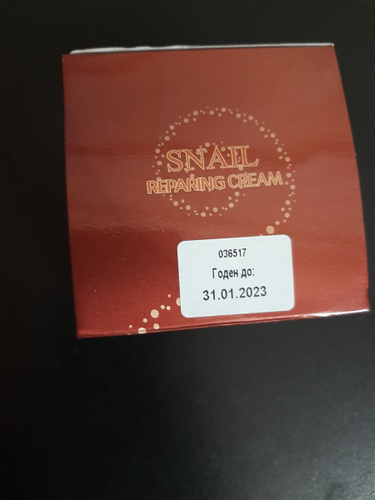 SNAIL
REPARING CREAM
036517
Годен до:
31.01.2023